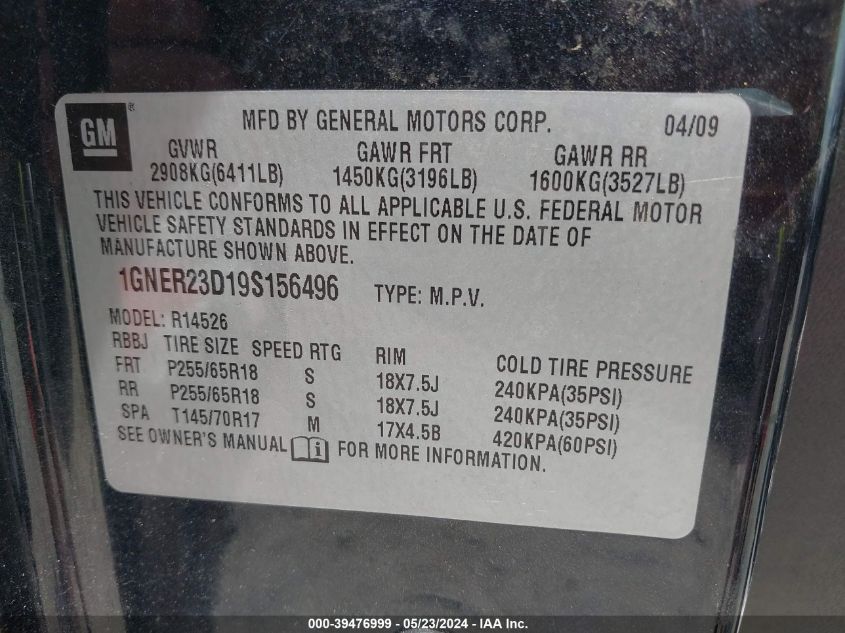 GM ®
MFD BY GENERAL MOTORS CORP. 04/09
GVWR GAWR FRT GAWR RR
2908KG(6411LB) 1450KG(3196LB) 1600KG(3527LB)
THIS VEHICLE CONFORMS TO ALL APPLICABLE U.S. FEDERAL MOTOR
VEHICLE SAFETY STANDARDS IN EFFECT ON THE DATE OF
MANUFACTURE SHOWN ABOVE.
1GNER23D19S156496 TYPE: M.P.V.
MODEL: R14526
RBBJ TIRE SIZE SPEED RTG RIM COLD TIRE PRESSURE
FRT P255/65R18 S 18X7.5J 240KPA(35PSI)
RR P255/65R18 S 18X7.5J 240KPA(35PSI)
SPA T145/70R17 M 17X4.5B 420KPA(60PSI)
SEE OWNER'S MANUAL i FOR MORE INFORMATION.
000-39476999 - 05/23/2024 - IAA Inc.